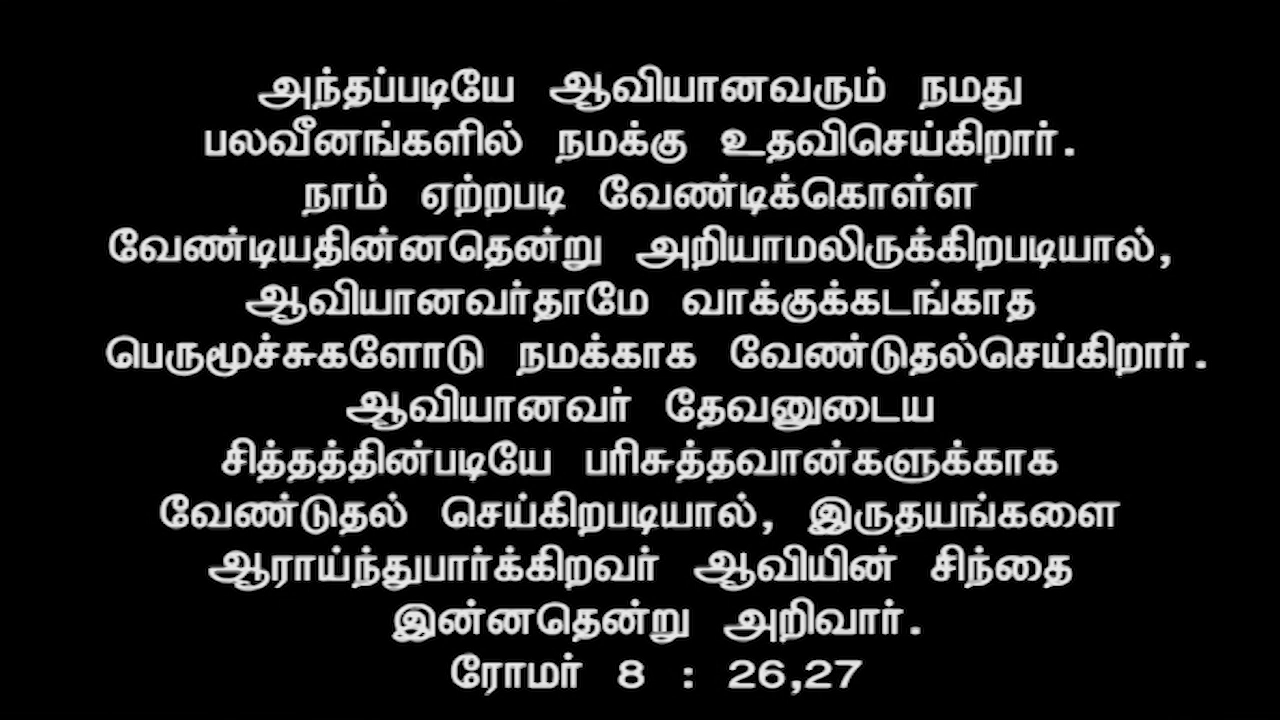 அந்தப்படியே ஆவியானவரும் நமது
பலவீனங்களில் நமக்கு உதவிசெய்கிறார்.
நாம் ஏற்றபடி வேண்டிக்கொள்ள
வேண்டியதின்னதென்று அறியாமலிருக்கிறபடியால்,
ஆவியானவர்தாமே வாக்குக்கடங்காத
பெருமூச்சுகளோடு நமக்காக வேண்டுதல்செய்கிறார்.
ஆவியானவர் தேவனுடைய
சித்தத்தின்படியே பரிசுத்தவான்களுக்காக
வேண்டுதல் செய்கிறபடியால், இருதயங்களை
ஆராய்ந்துபார்க்கிறவர் ஆவியின் சிந்தை
இன்னதென்று அறிவார்.
ரோமர் 8 : 26,27